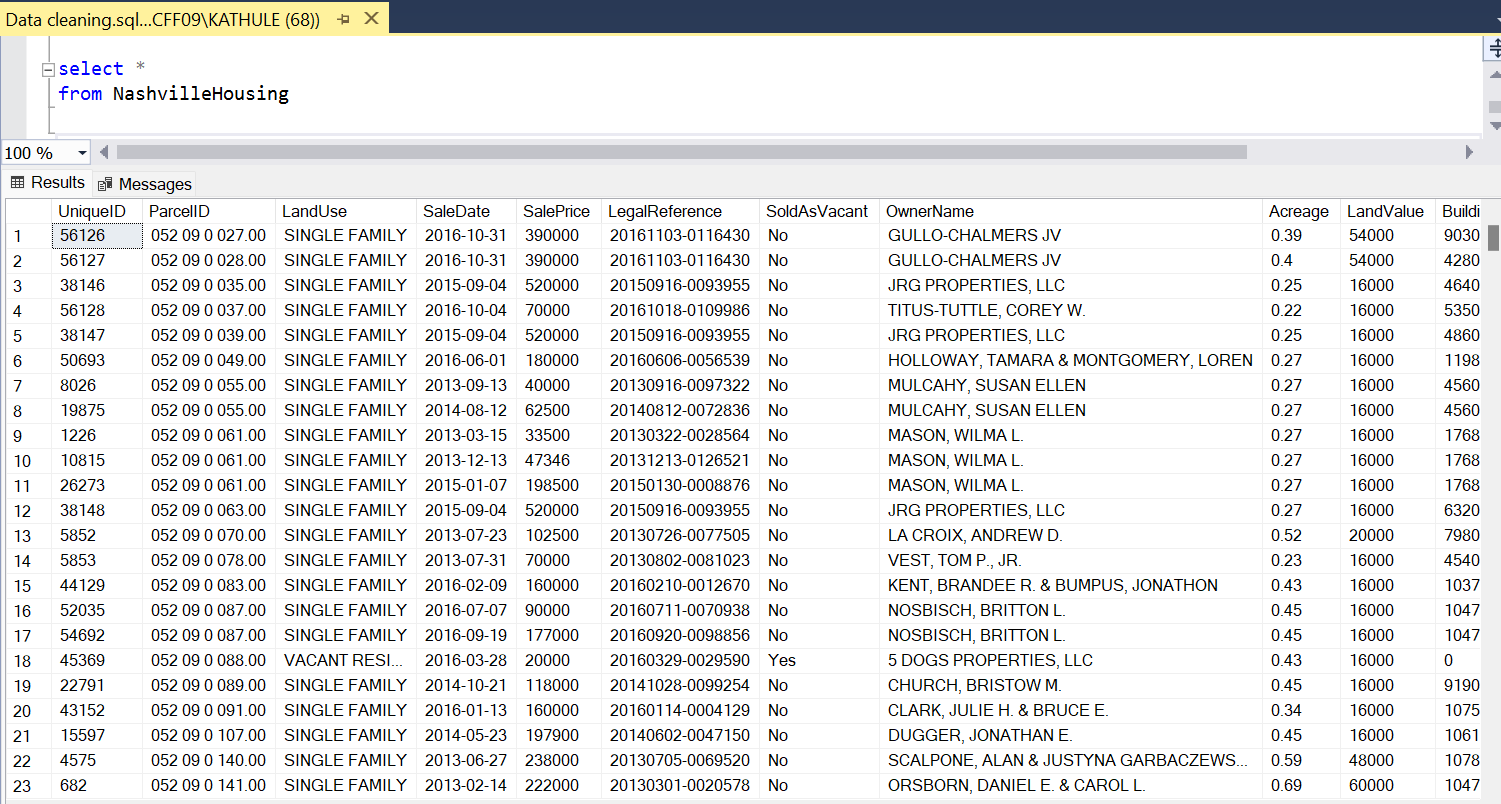 Data cleaning.sql...CFF09\KATHULE (68))
select *
from NashvilleHousing
100 %
Results Messages
UniqueID ParcelID LandUse SaleDate SalePrice LegalReference SoldAsVacant OwnerName Acreage LandValue Buildi
1 56126 052 09 0 027.00 SINGLE FAMILY 2016-10-31 390000 20161103-0116430 No GULLO-CHALMERS JV 0.39 54000 9030
2 56127 052 09 0 028.00 SINGLE FAMILY 2016-10-31 390000 20161103-0116430 No GULLO-CHALMERS JV 0.4 54000 4280
3 38146 052 09 0 035.00 SINGLE FAMILY 2015-09-04 520000 20150916-0093955 No JRG PROPERTIES, LLC 0.25 16000 4640
4 56128 052 09 0 037.00 SINGLE FAMILY 2016-10-04 70000 20161018-0109986 No TITUS-TUTTLE, COREY W. 0.22 16000 5350
5 38147 052 09 0 039.00 SINGLE FAMILY 2015-09-04 520000 20150916-0093955 No JRG PROPERTIES, LLC 0.25 16000 4860
6 50693 052 09 0 049.00 SINGLE FAMILY 2016-06-01 180000 20160606-0056539 No HOLLOWAY, TAMARA & MONTGOMERY, LOREN 0.27 16000 1198
7 8026 052 09 0 055.00 SINGLE FAMILY 2013-09-13 40000 20130916-0097322 No MULCAHY, SUSAN ELLEN 0.27 16000 4560
8 19875 052 09 0 055.00 SINGLE FAMILY 2014-08-12 62500 20140812-0072836 No MULCAHY, SUSAN ELLEN 0.27 16000 4560
9 1226 052 09 0 061.00 SINGLE FAMILY 2013-03-15 33500 20130322-0028564 No MASON, WILMA L. 0.27 16000 1768
10 10815 052 09 0 061.00 SINGLE FAMILY 2013-12-13 47346 20131213-0126521 No MASON, WILMA L. 0.27 16000 1768
11 26273 052 09 0 061.00 SINGLE FAMILY 2015-01-07 198500 20150130-0008876 No MASON, WILMA L. 0.27 16000 1768
12 38148 052 09 0 063.00 SINGLE FAMILY 2015-09-04 520000 20150916-0093955 No JRG PROPERTIES, LLC 0.27 16000 6320
13 5852 052 09 0 070.00 SINGLE FAMILY 2013-07-23 102500 20130726-0077505 No LA CROIX, ANDREW D. 0.52 20000 7980
14 5853 052 09 0 078.00 SINGLE FAMILY 2013-07-31 70000 20130802-0081023 No VEST, TOM P., JR. 0.23 16000 4540
15 44129 052 09 0 083.00 SINGLE FAMILY 2016-02-09 160000 20160210-0012670 No KENT, BRANDEE R. & BUMPUS, JONATHON 0.43 16000 1037
16 52035 052 09 0 087.00 SINGLE FAMILY 2016-07-07 90000 20160711-0070938 No NOSBISCH, BRITTON L. 0.45 16000 1047
17 54692 052 09 0 087.00 SINGLE FAMILY 2016-09-19 177000 20160920-0098856 No NOSBISCH, BRITTON L. 0.45 16000 1047
18 45369 052 09 0 088.00 VACANT RESI... 2016-03-28 20000 20160329-0029590 Yes 5 DOGS PROPERTIES, LLC 0.43 16000 0
19 22791 052 09 0 089.00 SINGLE FAMILY 2014-10-21 118000 20141028-0099254 No CHURCH, BRISTOW M. 0.45 16000 9190
20 43152 052 09 0 091.00 SINGLE FAMILY 2016-01-13 160000 20160114-0004129 No CLARK, JULIE H. & BRUCE E. 0.34 16000 1075
21 15597 052 09 0 107.00 SINGLE FAMILY 2014-05-23 197900 20140602-0047150 No DUGGER, JONATHAN E. 0.45 16000 1061
22 4575 052 09 0 140.00 SINGLE FAMILY 2013-06-27 238000 20130705-0069520 No SCALPONE, ALAN & JUSTYNA GARBACZEWS... 0.59 48000 1078
23 682 052 09 0 141.00 SINGLE FAMILY 2013-02-14 222000 20130301-0020578 No ORSBORN, DANIEL E. & CAROL L. 0.69 60000 1047